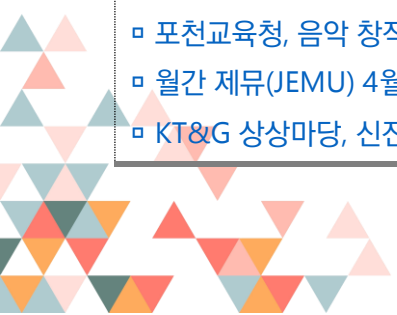 ▫ 포천교육청, 음악 창작
▫ 월간 제뮤(JEMU) 4월
▫ KT&G 상상마당, 신진